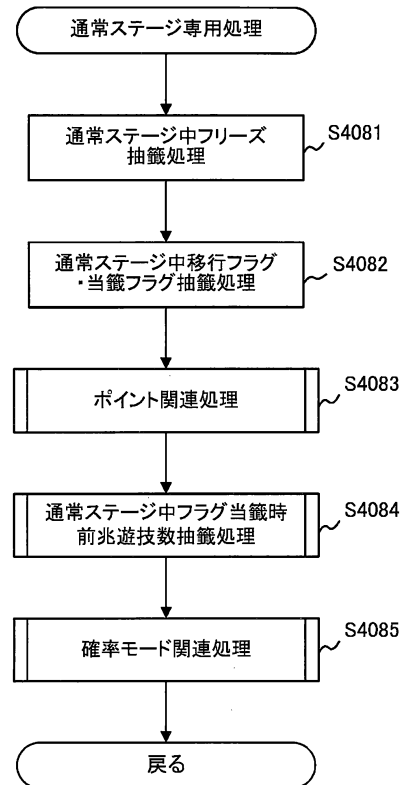 通常ステージ専用処理
通常ステージ中フリーズ
抽籤処理
S4081
通常ステージ中移行フラグ
・当籤フラグ抽籤処理
S4082
ポイント関連処理
S4083
通常ステージ中フラグ当籤時
前兆遊技数抽籤処理
S4084
確率モード関連処理
S4085
戻る